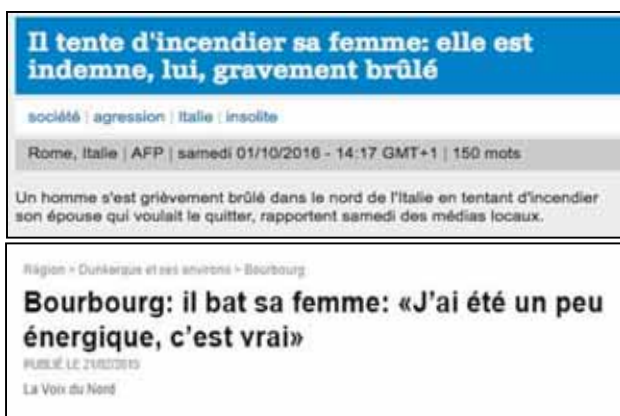 Il tente d'incendier sa femme: elle est
indemne, lui, gravement brûlé
société | agression | Italie | insolite
Rome, Italie | AFP | samedi 01/10/2016 - 14:17 GMT+1 | 150 mots
Un homme s'est grièvement brûlé dans le nord de l'Italie en tentant d'incendier
son épouse qui voulait le quitter, rapportent samedi des médias locaux.
Région > Dunkerque et ses environs > Bourbourg
Bourbourg: il bat sa femme: «J'ai été un peu
énergique, c'est vrai»
PUBLIÉ LE 21/02/2015
La Voix du Nord